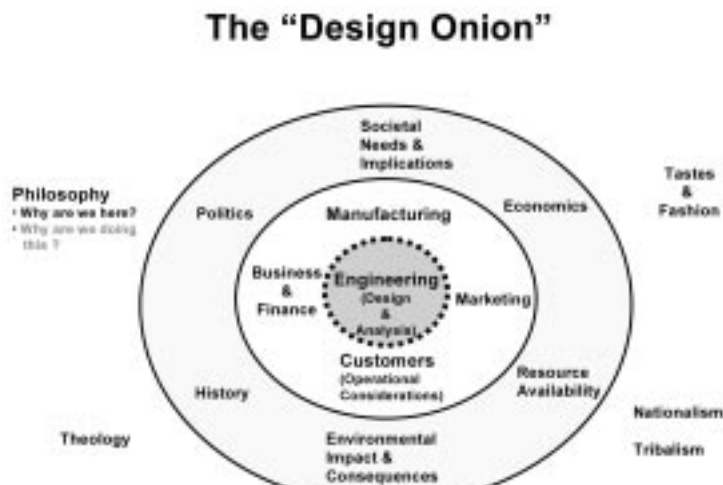 The “Design Onion”
Societal
Needs &
Implications
Philosophy
• Why are we here?
• Why are we doing
this ?
Tastes
&
Fashion
Politics
Economics
Manufacturing
Business
&
Finance
Engineering
(Design
&
Analysis)
Marketing
Customers
(Operational
Considerations)
History
Resource
Availability
Theology
Environmental
Impact &
Consequences
Nationalism
Tribalism